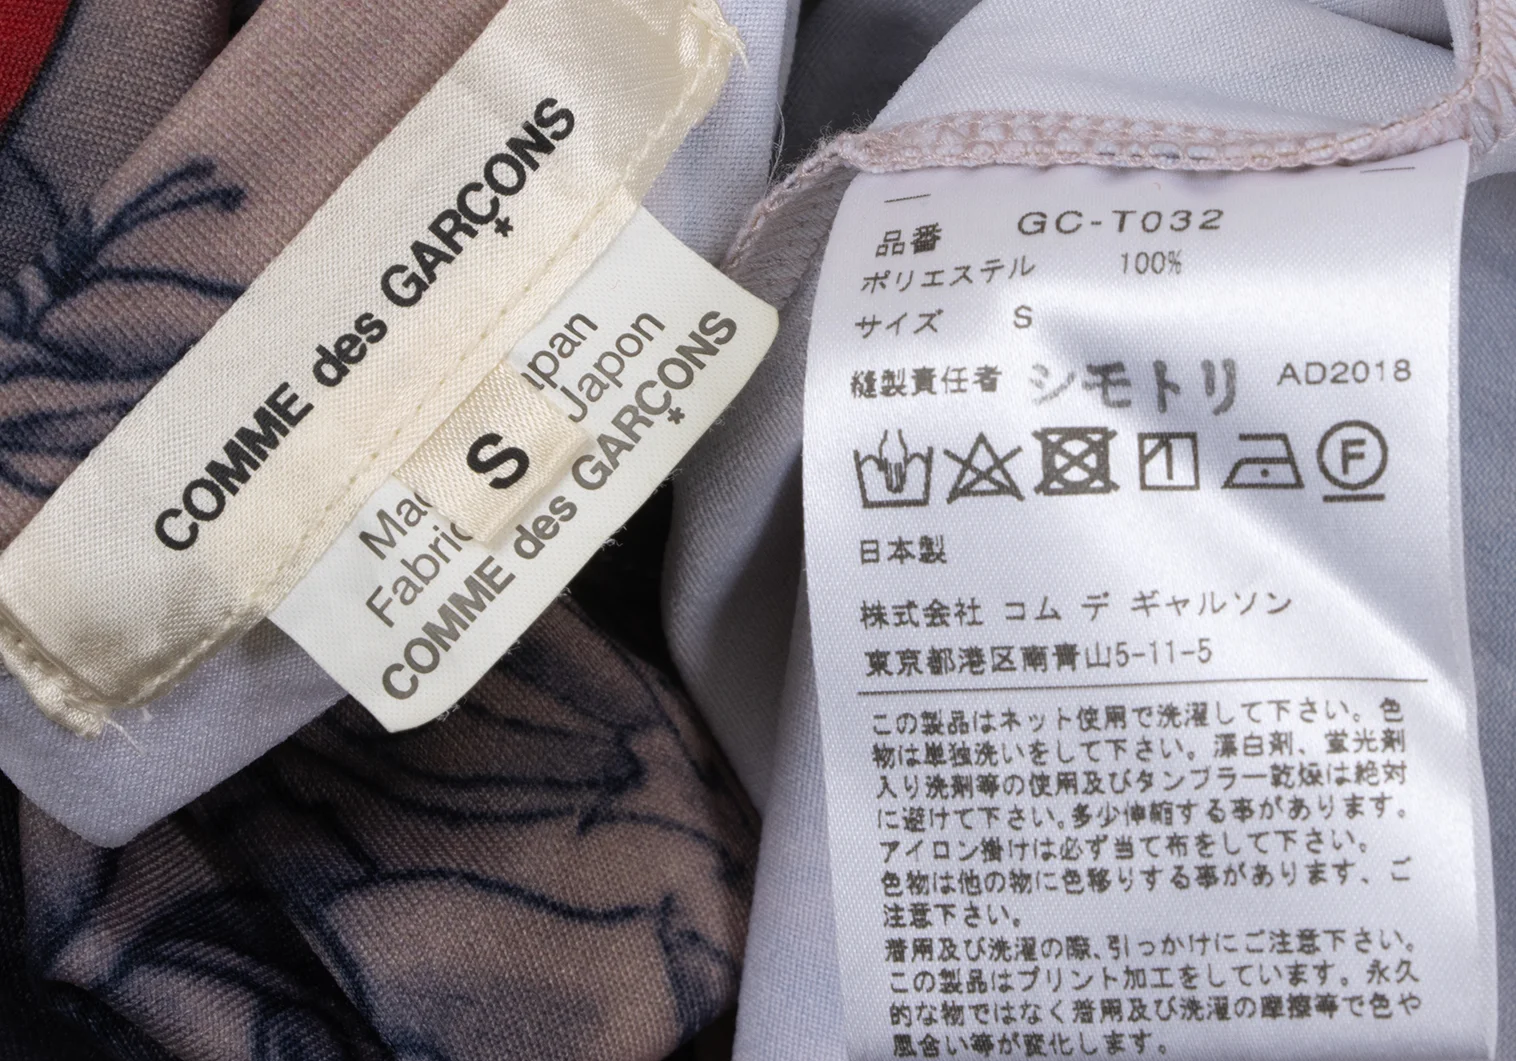 COMME des GARÇONS
S
apan
Japon
Mad
Fabric
COMME des GARÇONS
品番 GC-T032
ポリエステル 100%
サイズ S
縫製責任者 シモトリ AD2018
F
日本製
株式会社 コム デ ギャルソン
東京都港区南青山5-11-5
この製品はネット使用で洗濯して下さい。色
物は単独洗いをして下さい。漂白剤、蛍光剤
入り洗剤等の使用及びタンブラー乾燥は絶対
に避けて下さい。多少伸縮する事があります。
アイロン掛けは必ず当て布をして下さい。
色物は他の物に色移りする事があります、ご
注意下さい。
着用及び洗濯の際、引っかけにご注意下さい。
この製品はプリント加工をしています。永久
的な物ではなく着用及び洗濯の摩擦等で色や
風合い等が変化します。